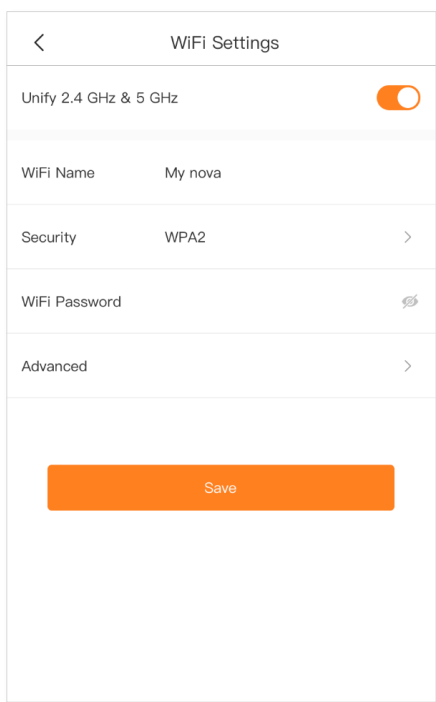 WiFi Settings
Unify 2.4 GHz & 5 GHz
WiFi Name My nova
Security WPA2
WiFi Password
Advanced
Save